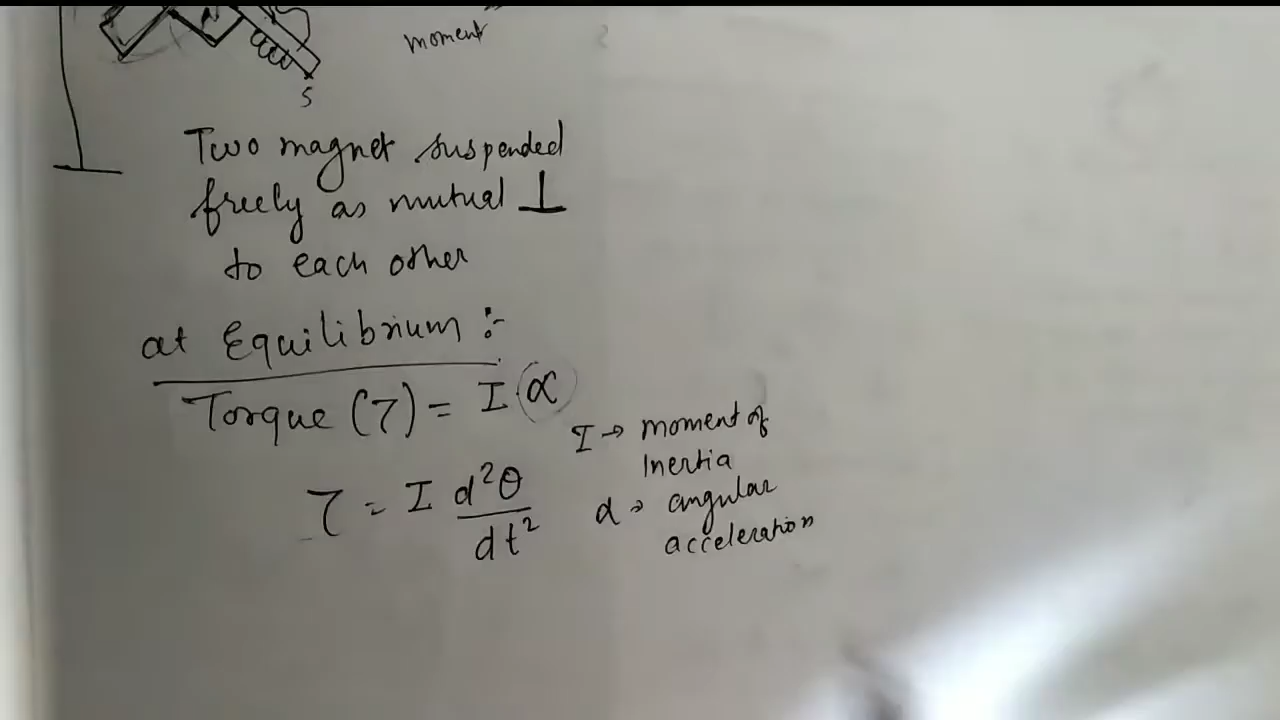 moment
S
Two magnet suspended
freely as mutual ⊥
to each other
at Equilibrium :-
Torque (τ) = I α
I → moment of
Inertia
τ = I d²θ/dt²
α → angular
acceleration